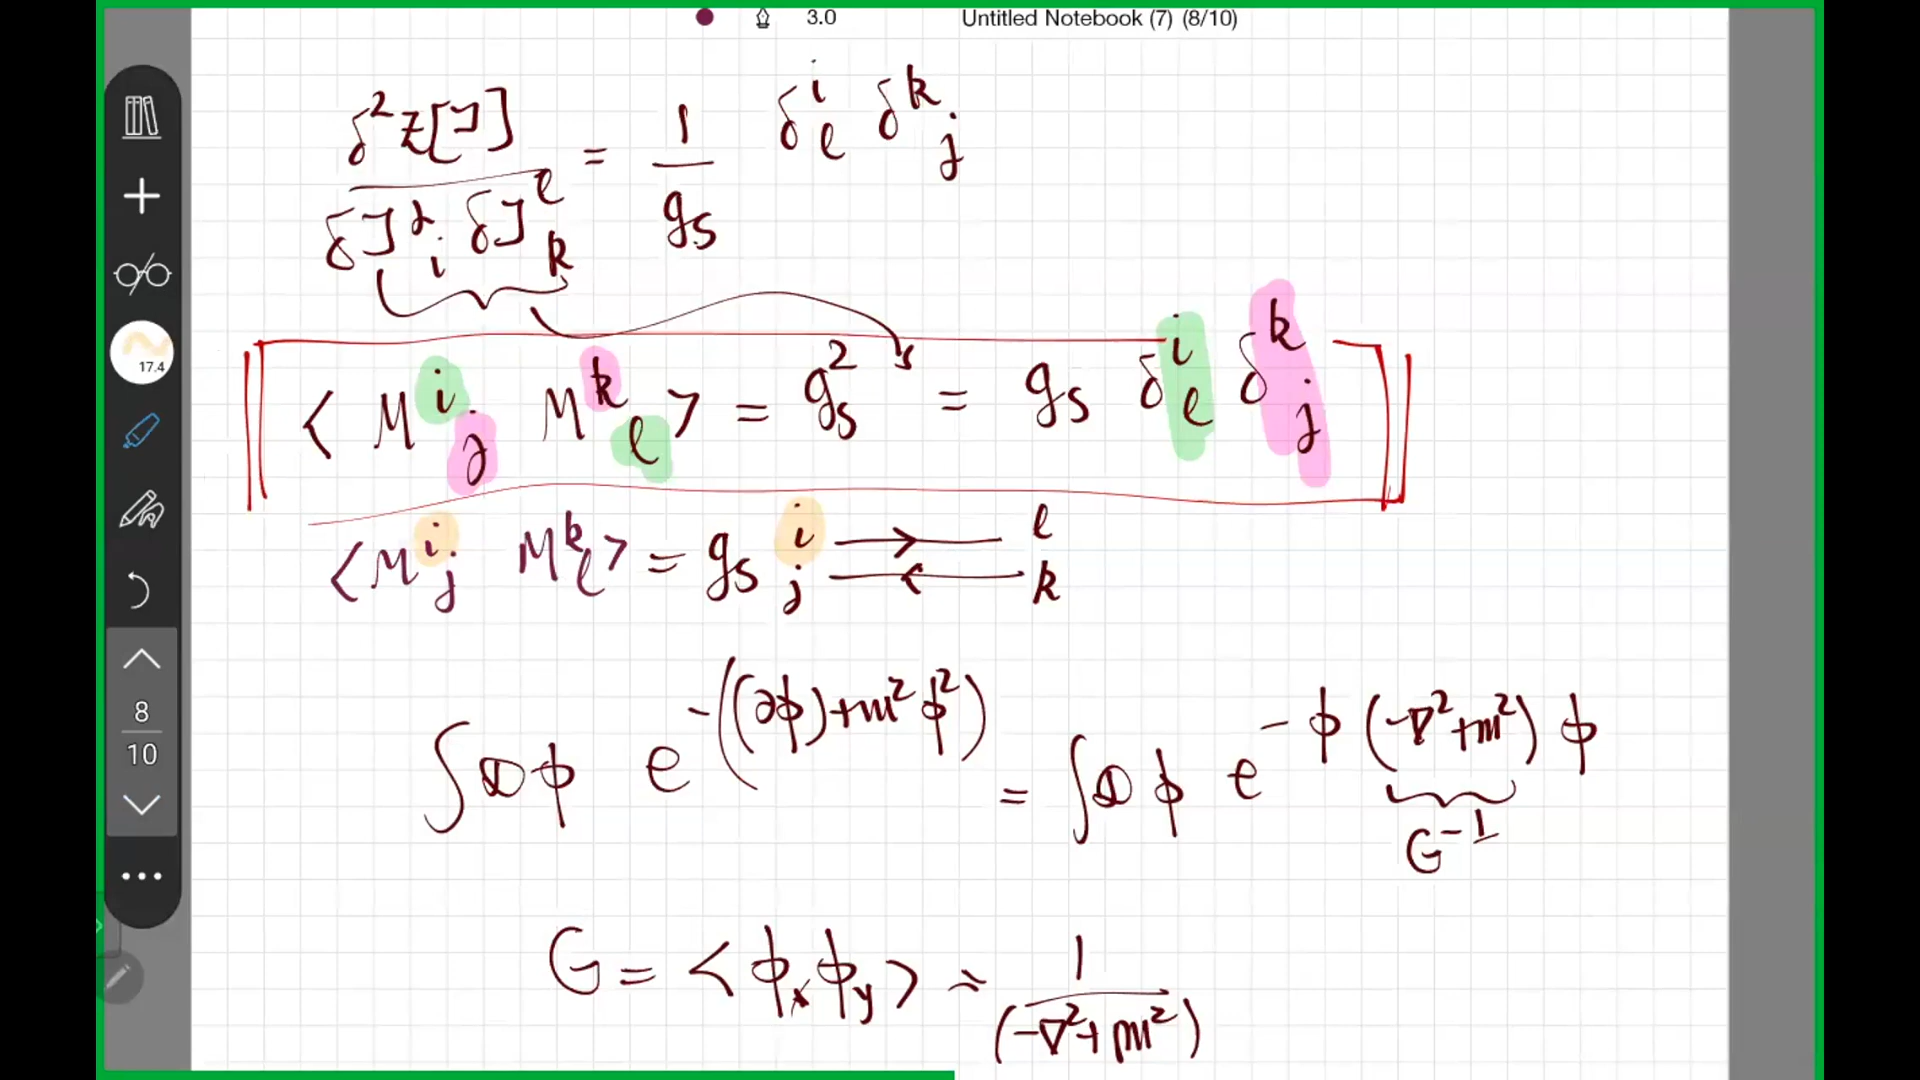 3.0 Untitled Notebook (7) (8/10)
δ²Z[J] / δJ^j_i δJ^l_k = 1/g_s δ^i_l δ^k_j
⟨M^i_j M^k_l⟩ = g_s² = g_s δ^i_l δ^k_j
⟨M^i_j M^k_l⟩ = g_s i → l
j ← k
∫Dφ e^{-((∂φ)+m²φ²)} = ∫Dφ e^{-φ(-∇²+m²)φ}
G^{-1}
G = ⟨φ_x φ_y⟩ ≈ 1/(-∇²+m²)
17.4
8
10